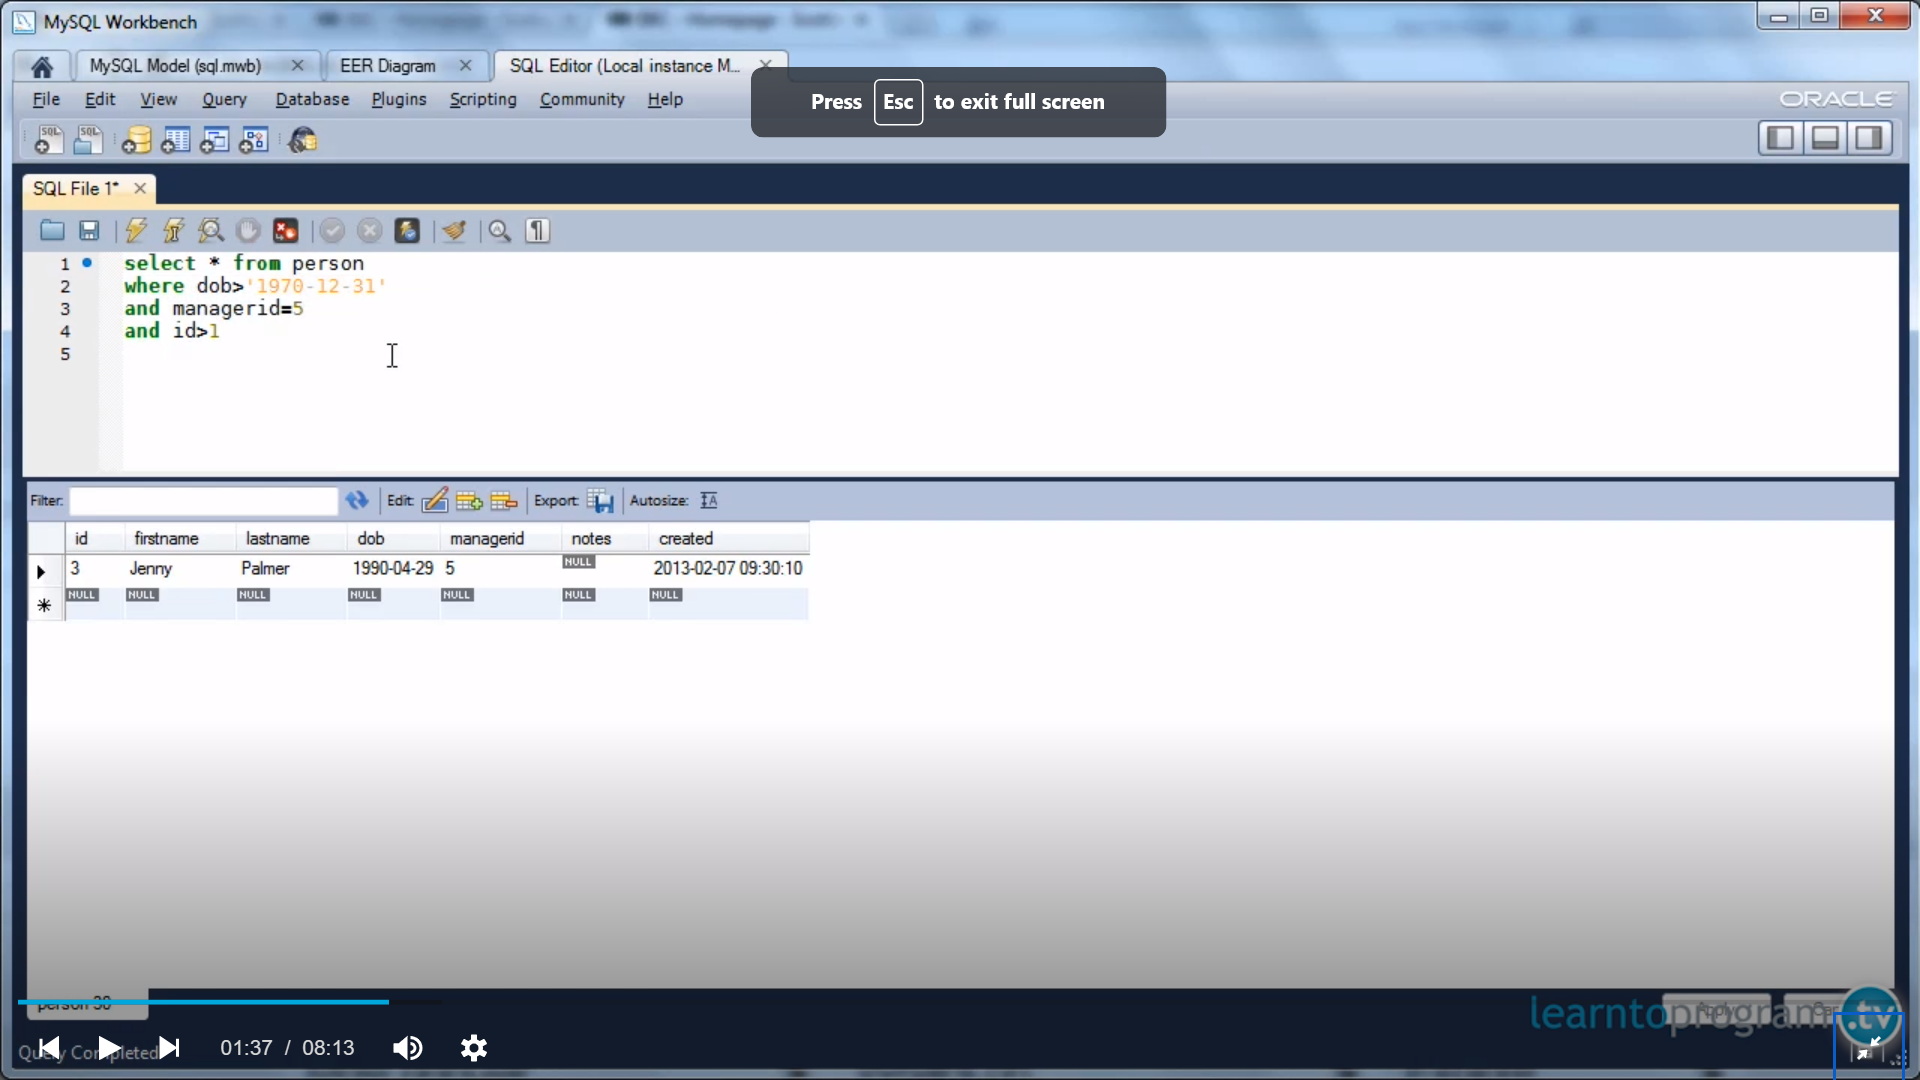 MySQL Workbench
MySQL Model (sql.mwb)
EER Diagram
SQL Editor (Local instance M...
Press Esc to exit full screen
File Edit View Query Database Plugins Scripting Community Help
ORACLE
SQL File 1*
1 select * from person
2 where dob>'1970-12-31'
3 and managerid=5
4 and id>1
5
Filter: Edit: Export: Autosize:
id firstname lastname dob managerid notes created
3 Jenny Palmer 1990-04-29 5 NULL 2013-02-07 09:30:10
NULL NULL NULL NULL NULL NULL NULL
person 30
learntoprogram.tv
Apply
Query Completed
01:37 / 08:13